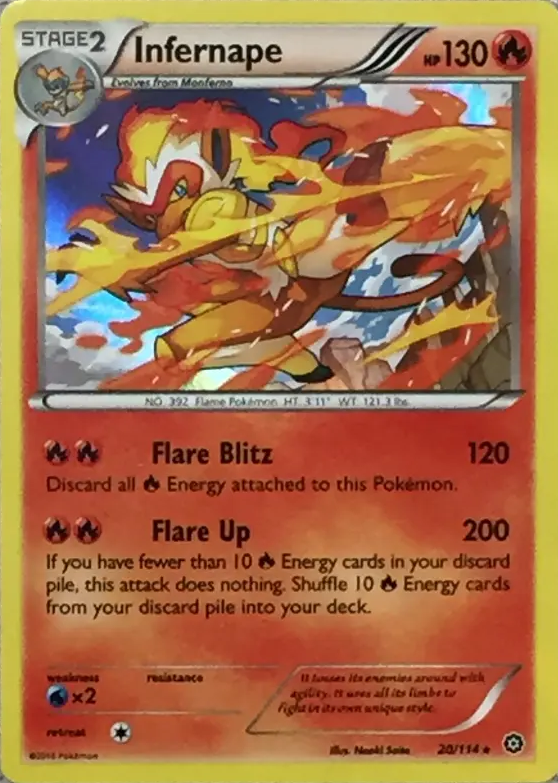 STAGE2 Infernape HP 130
Evolves from Monferno
NO. 392 Flame Pokémon HT. 3'11" WT. 121.3 lbs.
Flare Blitz 120
Discard all Energy attached to this Pokémon.
Flare Up 200
If you have fewer than 10 Energy cards in your discard
pile, this attack does nothing. Shuffle 10 Energy cards
from your discard pile into your deck.
weakness resistance
×2
retreat
It tosses its enemies around with
agility. It uses all its limbs to
fight in its own unique style.
©2016 Pokémon
Illus. Naoki Saito 20/114 ★